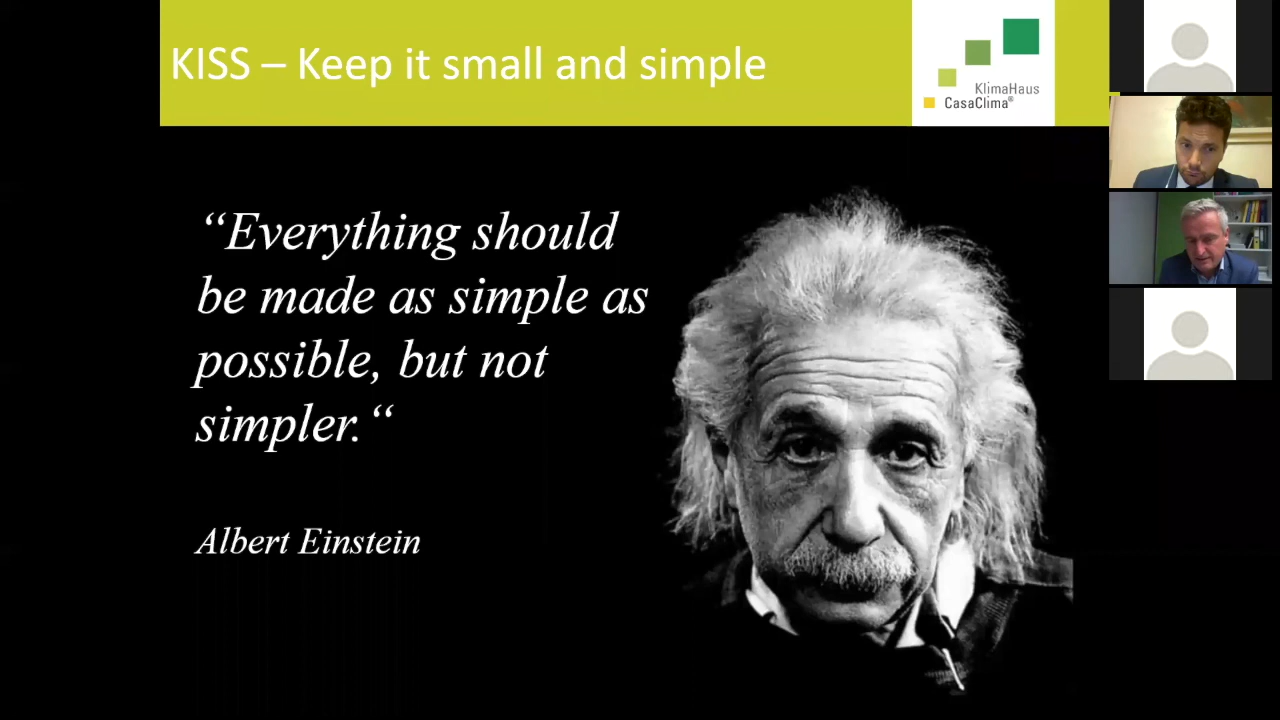 KISS – Keep it small and simple
KlimaHaus
CasaClima®
“Everything should
be made as simple as
possible, but not
simpler.“
Albert Einstein